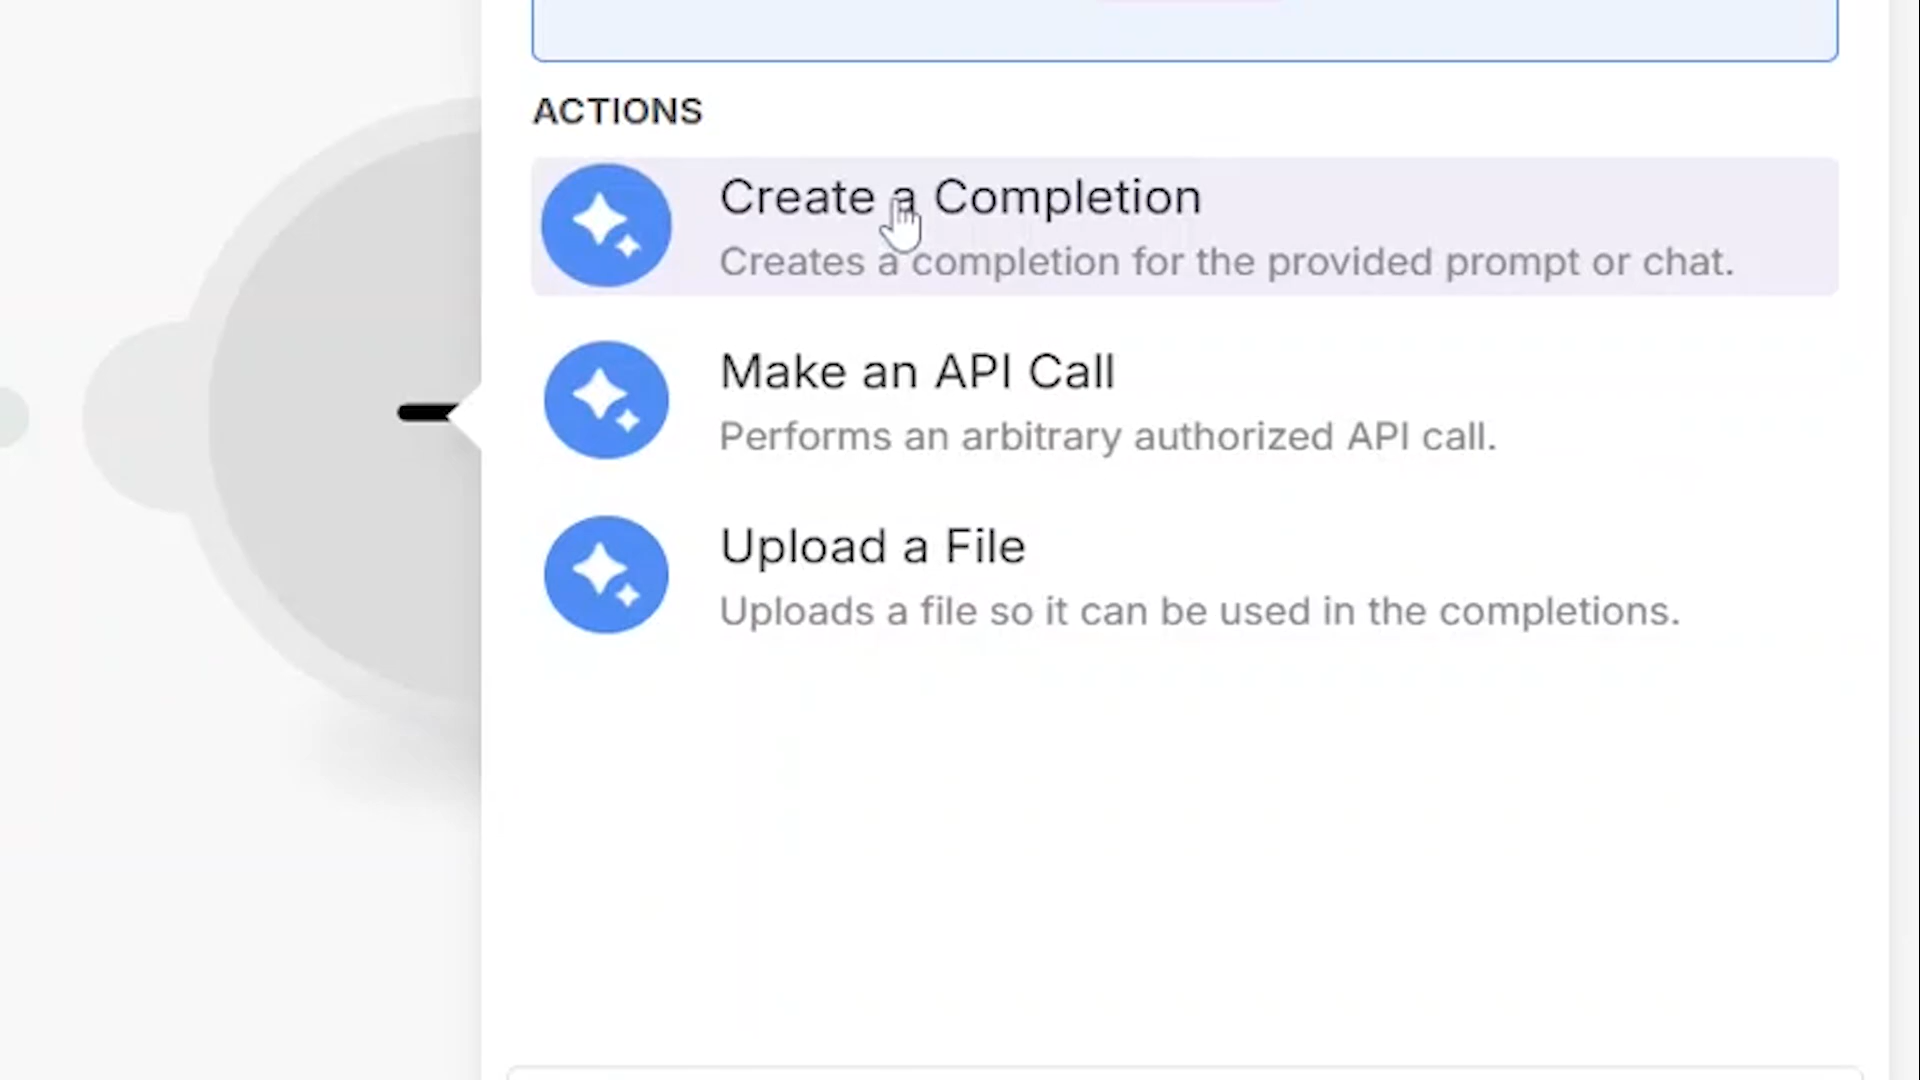 ACTIONS
Create a Completion
Creates a completion for the provided prompt or chat.
Make an API Call
Performs an arbitrary authorized API call.
Upload a File
Uploads a file so it can be used in the completions.